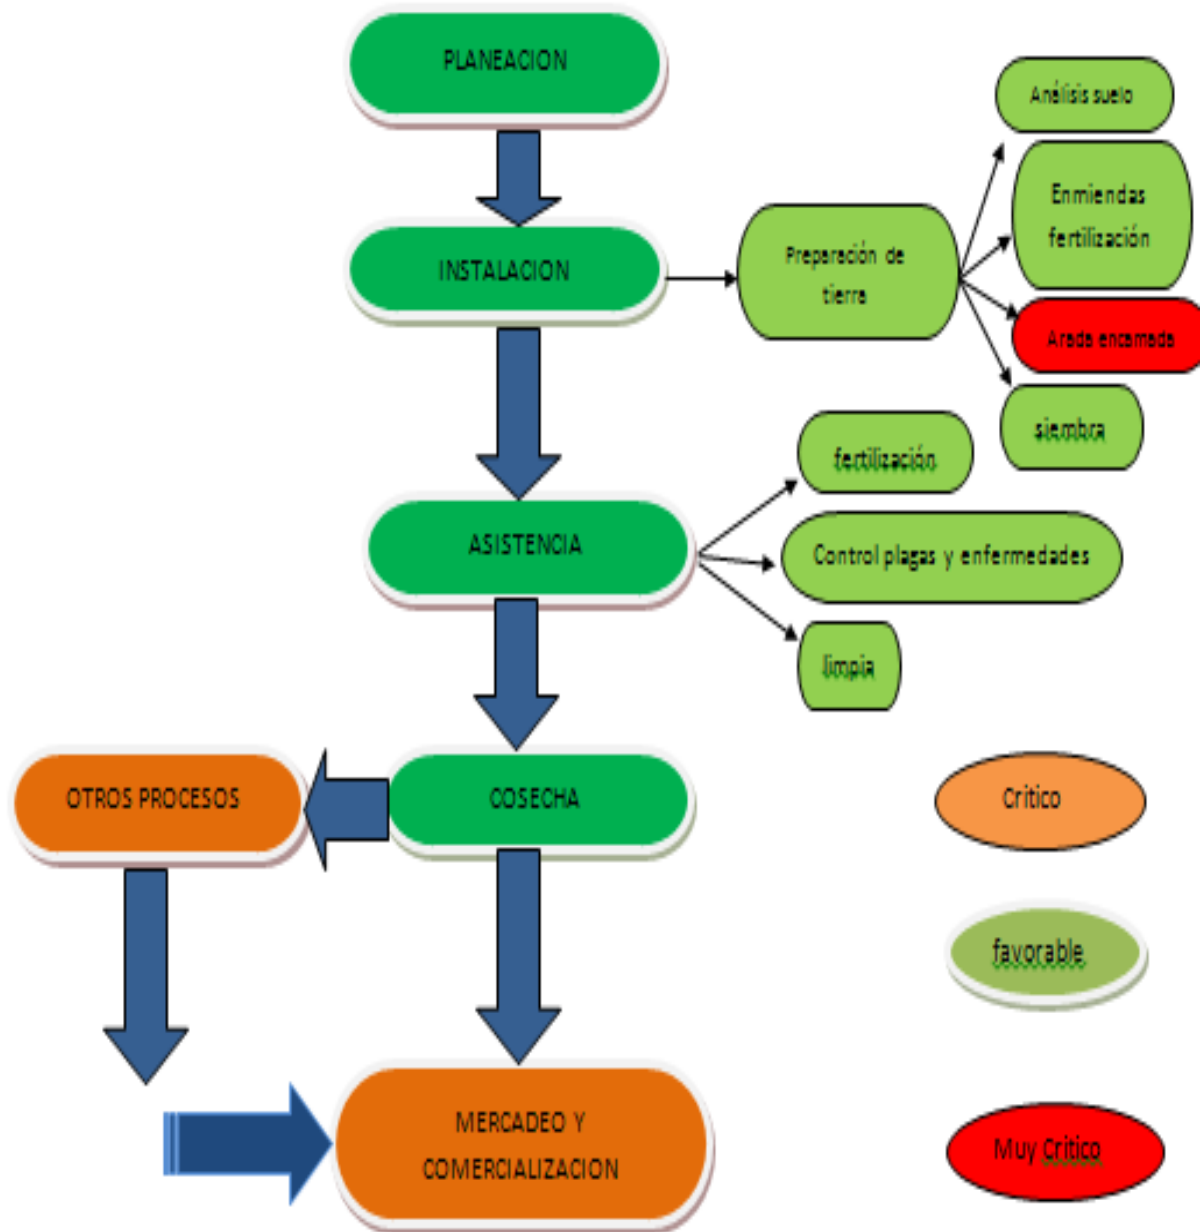 PLANEACION
Análisis suelo
Enmiendas
fertilización
INSTALACION
Preparación de
tierra
Arada encamada
siembra
fertilización
ASISTENCIA
Control plagas y enfermedades
limpia
OTROS PROCESOS
COSECHA
Critico
favorable
MERCADEO Y
COMERCIALIZACION
Muy Critico